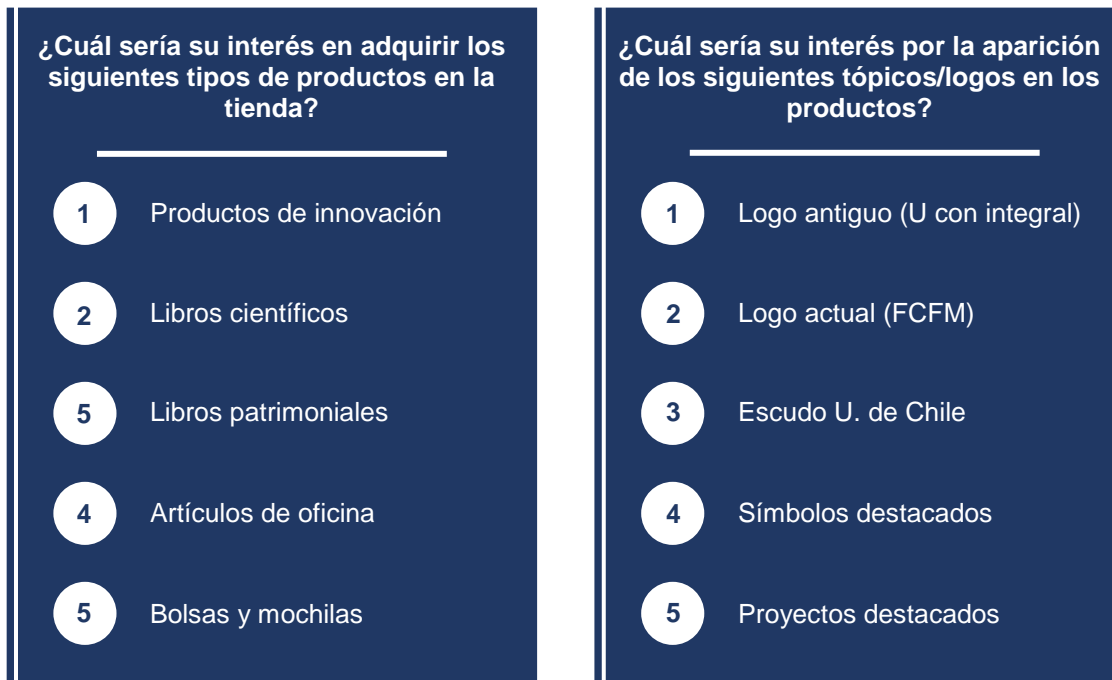 ¿Cuál sería su interés en adquirir los
siguientes tipos de productos en la
tienda?
1 Productos de innovación
2 Libros científicos
5 Libros patrimoniales
4 Artículos de oficina
5 Bolsas y mochilas
¿Cuál sería su interés por la aparición
de los siguientes tópicos/logos en los
productos?
1 Logo antiguo (U con integral)
2 Logo actual (FCFM)
3 Escudo U. de Chile
4 Símbolos destacados
5 Proyectos destacados